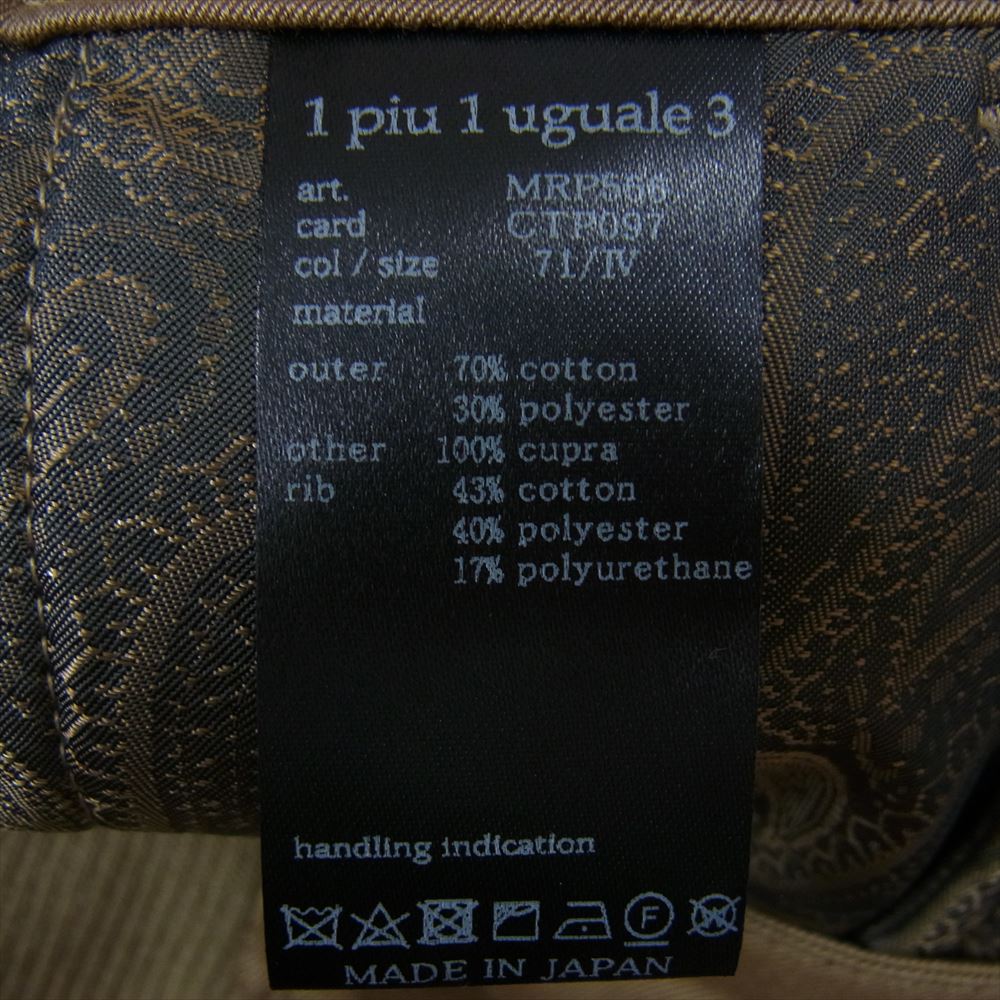 1 piu 1 uguale 3
art. MRP566
card CTP097
col / size 71/IV
material
outer 70% cotton
30% polyester
other 100% cupra
rib 43% cotton
40% polyester
17% polyurethane
handling indication
F W
MADE IN JAPAN